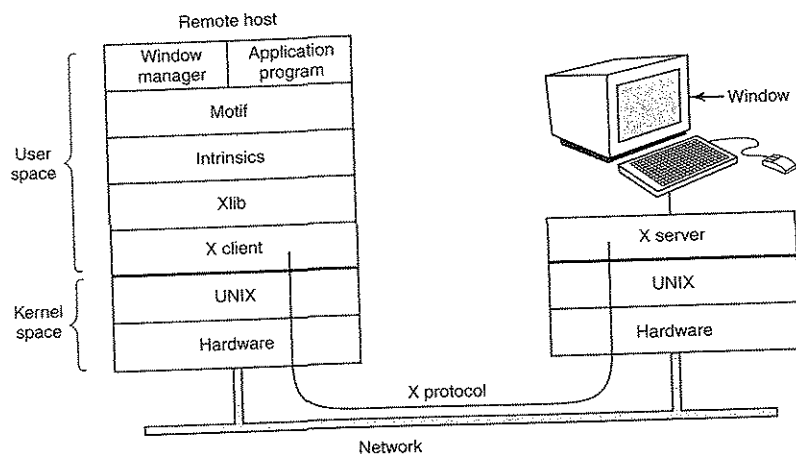 Remote host
Window
manager
Application
program
Motif
Intrinsics
Xlib
X client
UNIX
Hardware
User
space
Kernel
space
Window
X server
UNIX
Hardware
X protocol
Network